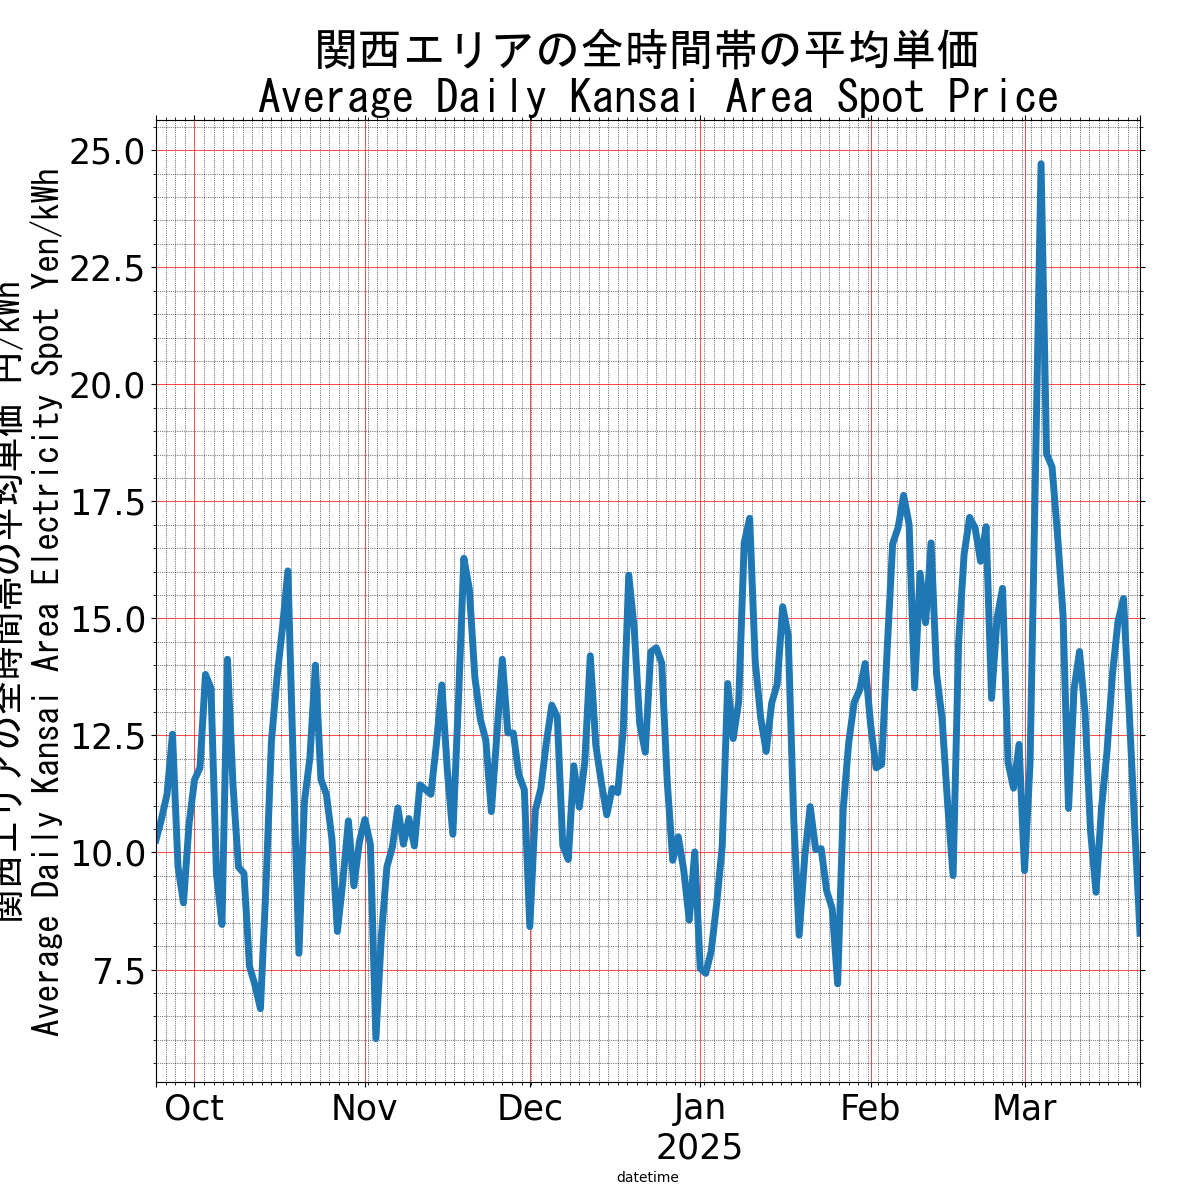 関西エリアの全時間帯の平均単価
Average Daily Kansai Area Spot Price
関西エリアの全時間帯の平均単価 円/kWh
Average Daily Kansai Area Electricity Spot Yen/kWh
25.0
22.5
20.0
17.5
15.0
12.5
10.0
7.5
Oct Nov Dec Jan Feb Mar
2025
datetime